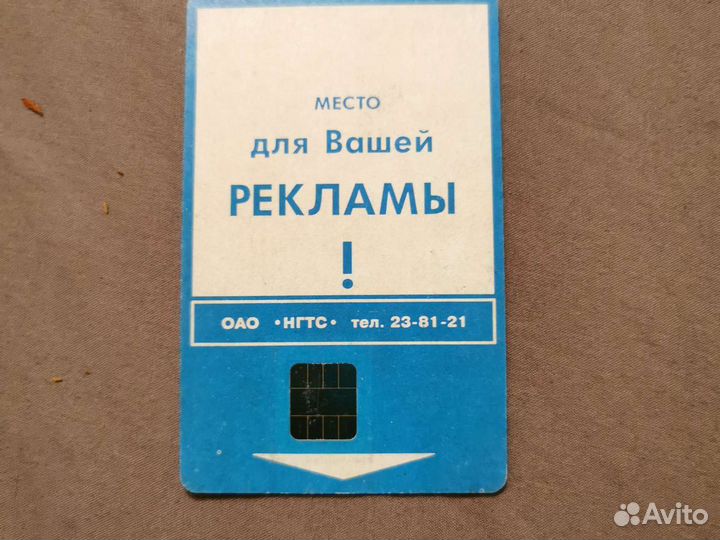 МЕСТО
для Вашей
РЕКЛАМЫ
!
ОАО •НГТС• тел. 23-81-21
Avito